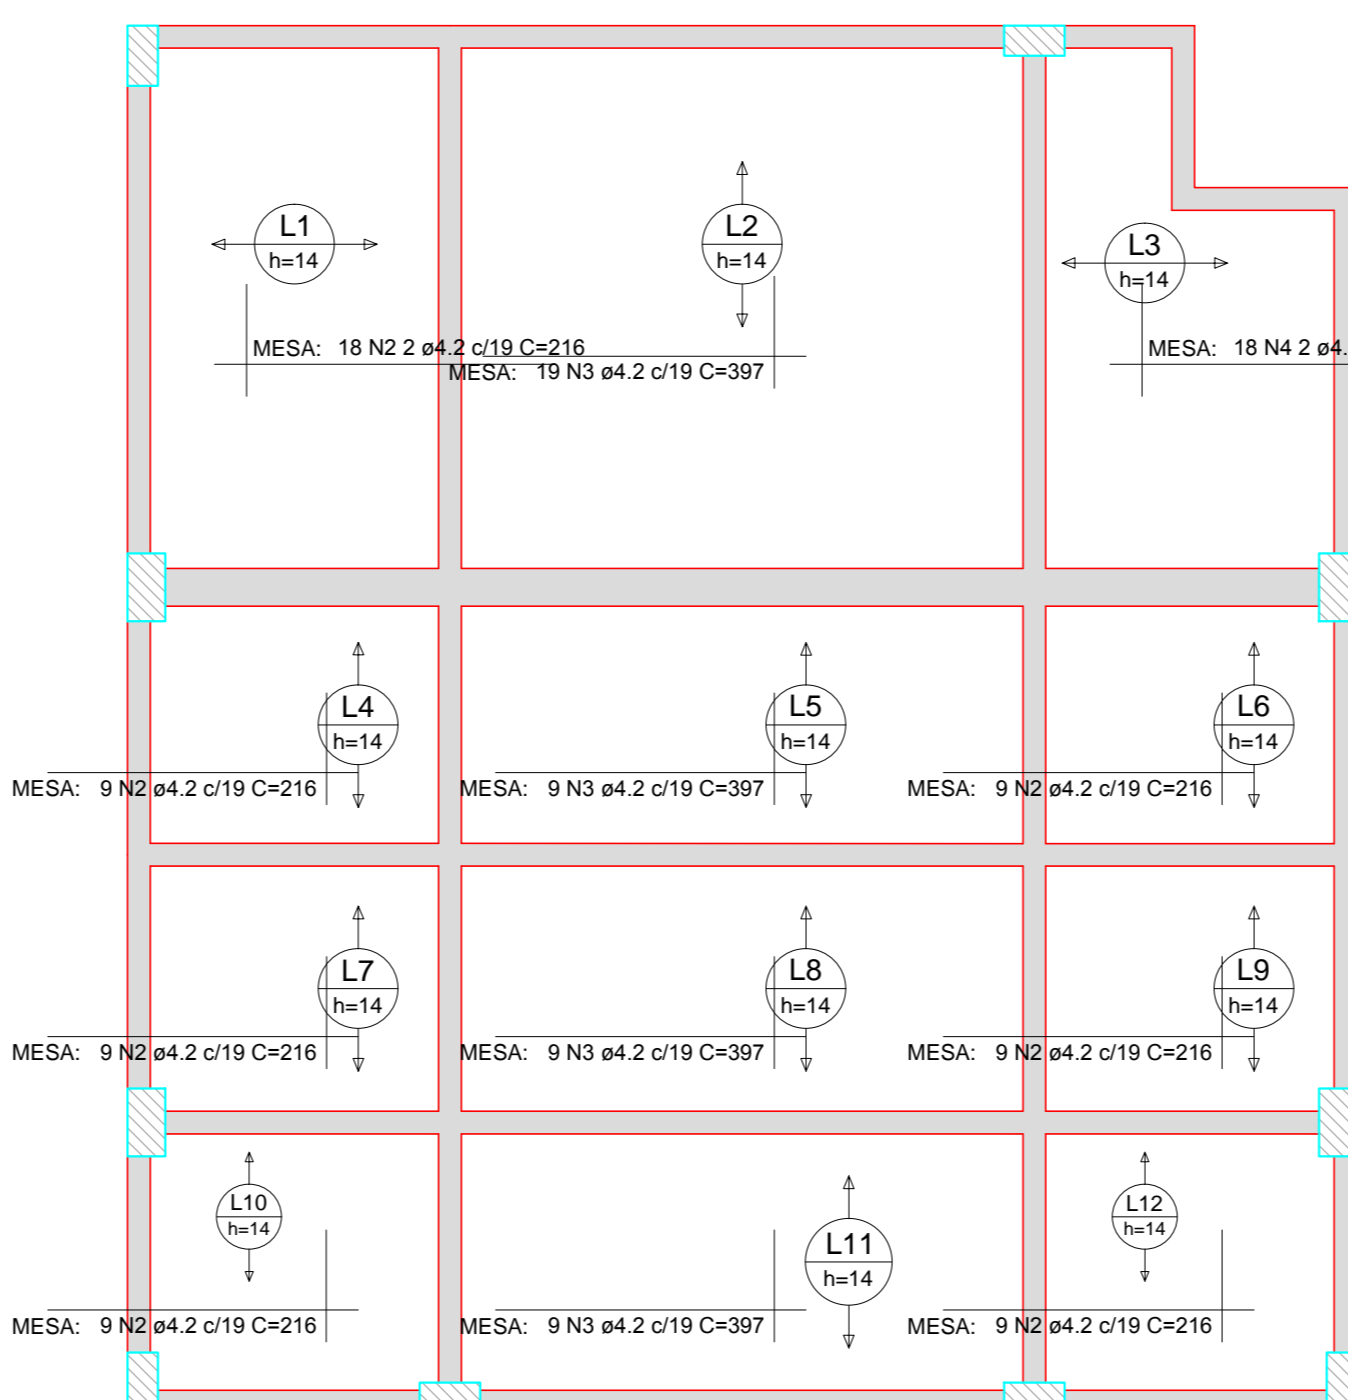 L1
h=14
L2
h=14
L3
h=14
MESA: 18 N2 2 ø4.2 c/19 C=216
MESA: 19 N3 ø4.2 c/19 C=397
MESA: 18 N4 2 ø4.
L4
h=14
L5
h=14
L6
h=14
MESA: 9 N2 ø4.2 c/19 C=216
MESA: 9 N3 ø4.2 c/19 C=397
MESA: 9 N2 ø4.2 c/19 C=216
L7
h=14
L8
h=14
L9
h=14
MESA: 9 N2 ø4.2 c/19 C=216
MESA: 9 N3 ø4.2 c/19 C=397
MESA: 9 N2 ø4.2 c/19 C=216
L10
h=14
L11
h=14
L12
h=14
MESA: 9 N2 ø4.2 c/19 C=216
MESA: 9 N3 ø4.2 c/19 C=397
MESA: 9 N2 ø4.2 c/19 C=216